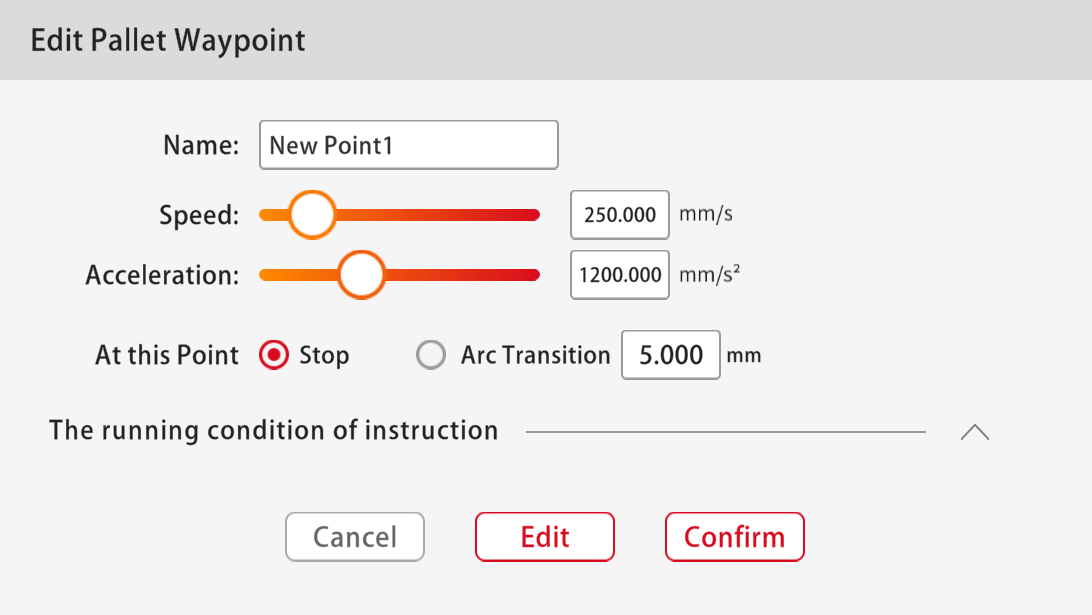 Edit Pallet Waypoint
Name: New Point1
Speed: 250.000 mm/s
Acceleration: 1200.000 mm/s²
At this Point Stop Arc Transition 5.000 mm
The running condition of instruction
Cancel Edit Confirm